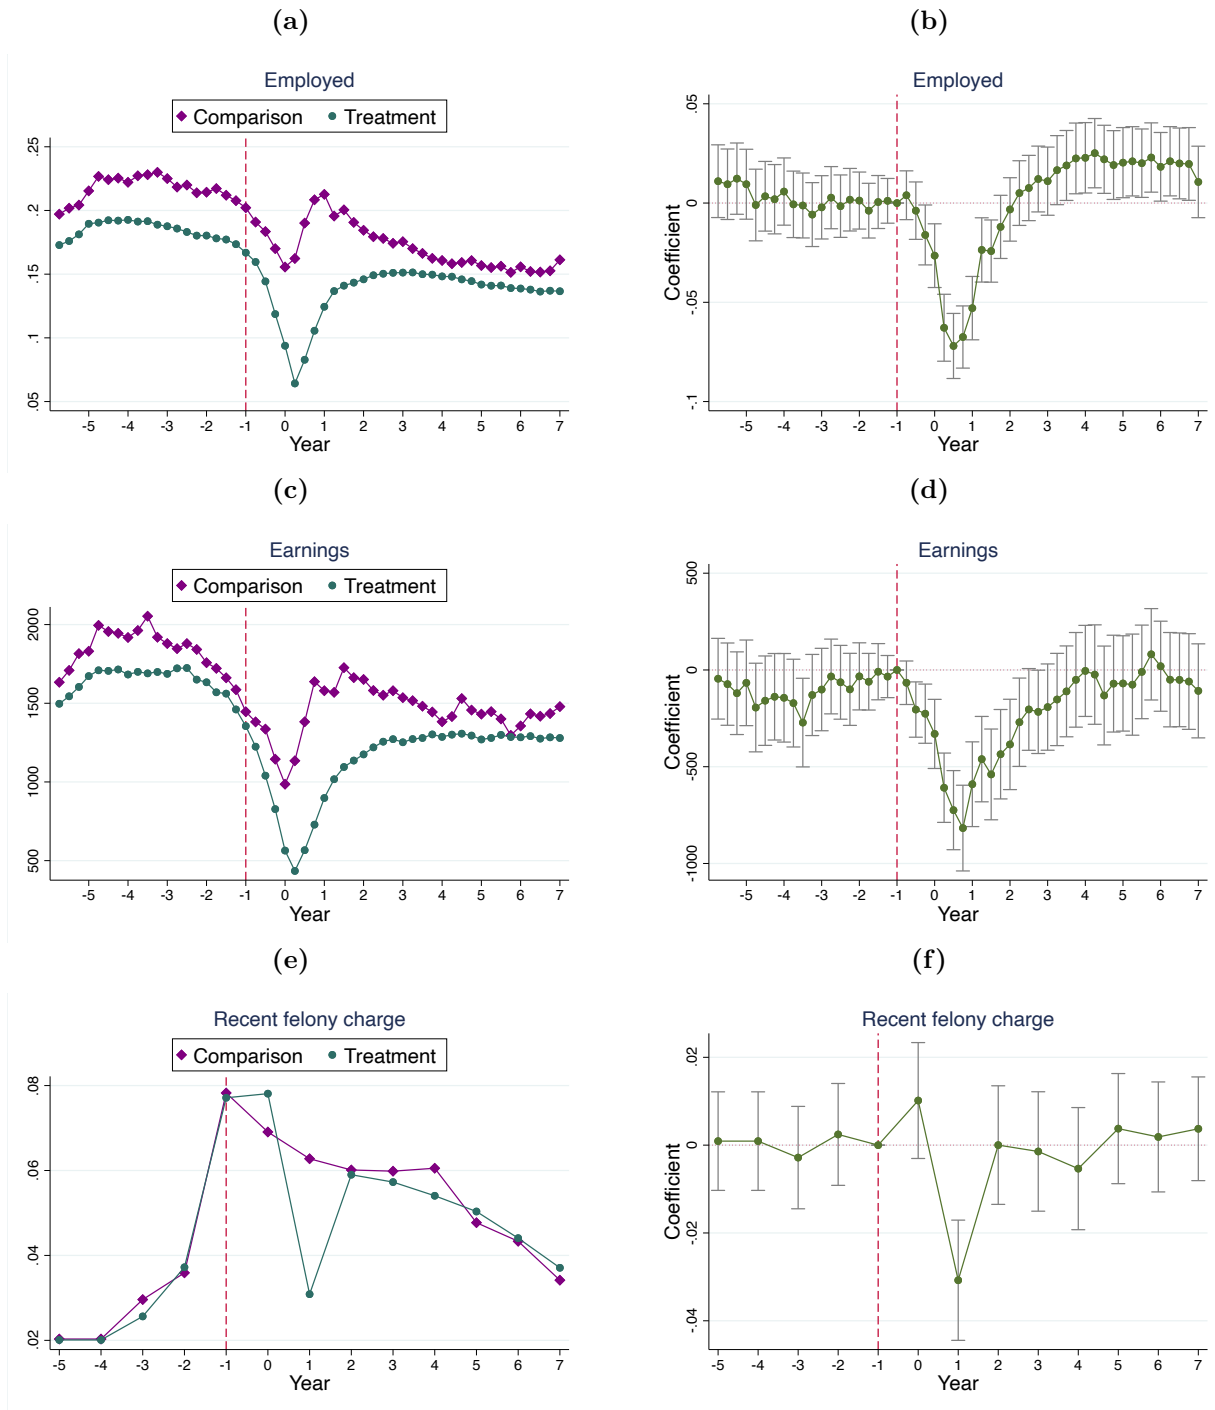 (a)
Employed
Comparison Treatment
.25
.2
.15
.1
.05
-5 -4 -3 -2 -1 0 1 2 3 4 5 6 7
Year
(b)
Employed
.05
0
-.05
-.1
Coefficient
-5 -4 -3 -2 -1 0 1 2 3 4 5 6 7
Year
(c)
Earnings
Comparison Treatment
2000
1500
1000
500
-5 -4 -3 -2 -1 0 1 2 3 4 5 6 7
Year
(d)
Earnings
500
0
-500
-1000
Coefficient
-5 -4 -3 -2 -1 0 1 2 3 4 5 6 7
Year
(e)
Recent felony charge
Comparison Treatment
.08
.06
.04
.02
-5 -4 -3 -2 -1 0 1 2 3 4 5 6 7
Year
(f)
Recent felony charge
.02
0
-.02
-.04
Coefficient
-5 -4 -3 -2 -1 0 1 2 3 4 5 6 7
Year